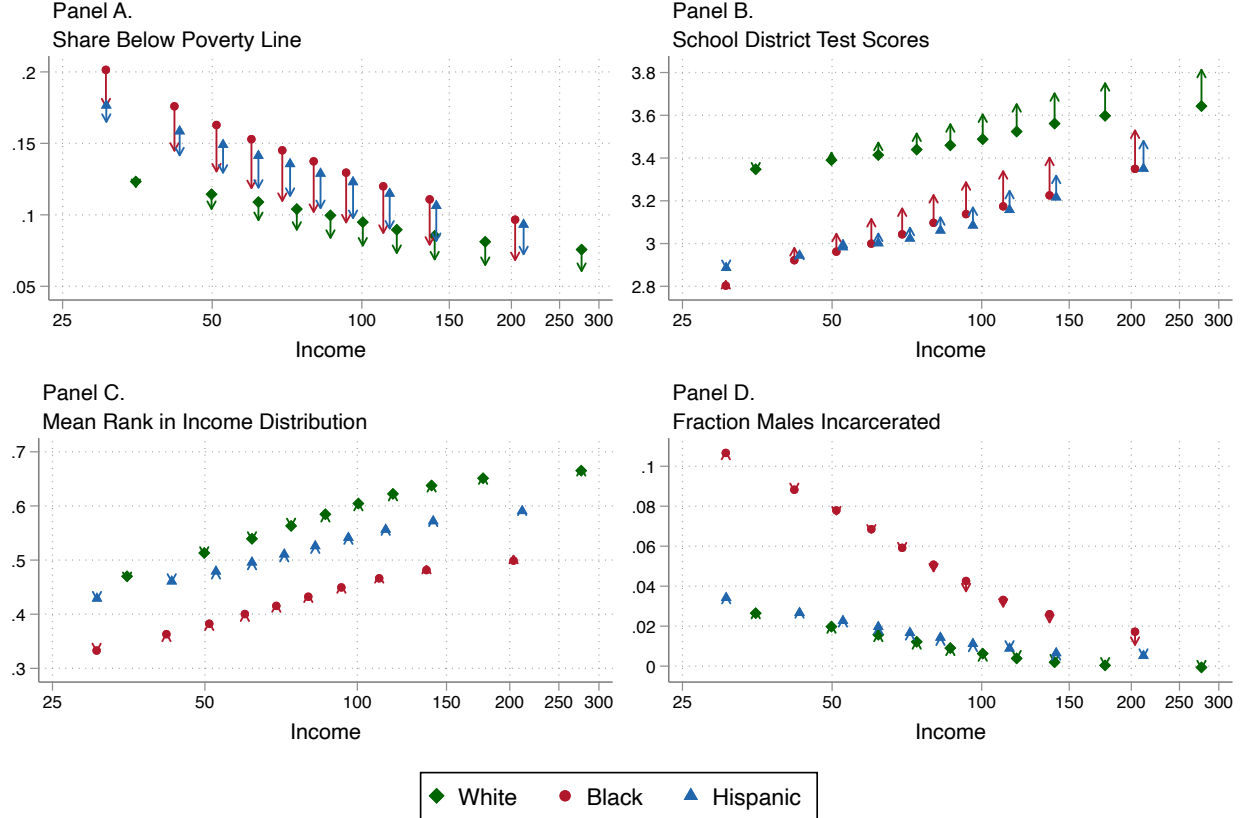 Panel A.
Share Below Poverty Line
.2
.15
.1
.05
25 50 100 150 200 250 300
Income
Panel B.
School District Test Scores
3.8
3.6
3.4
3.2
3
2.8
25 50 100 150 200 250 300
Income
Panel C.
Mean Rank in Income Distribution
.7
.6
.5
.4
.3
25 50 100 150 200 250 300
Income
Panel D.
Fraction Males Incarcerated
.1
.08
.06
.04
.02
0
25 50 100 150 200 250 300
Income
White Black Hispanic